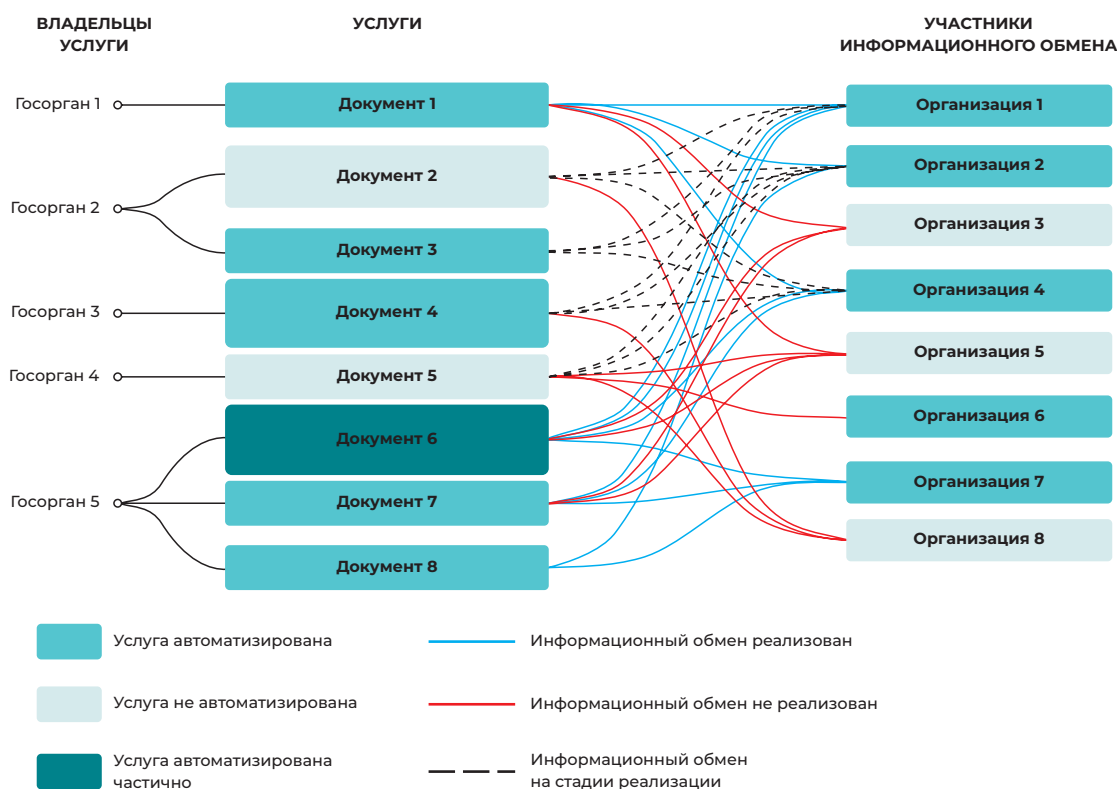 ВЛАДЕЛЬЦЫ
УСЛУГИ
УСЛУГИ
УЧАСТНИКИ
ИНФОРМАЦИОННОГО ОБМЕНА
Госорган 1
Госорган 2
Госорган 3
Госорган 4
Госорган 5
Документ 1
Документ 2
Документ 3
Документ 4
Документ 5
Документ 6
Документ 7
Документ 8
Организация 1
Организация 2
Организация 3
Организация 4
Организация 5
Организация 6
Организация 7
Организация 8
Услуга автоматизирована
Услуга не автоматизирована
Услуга автоматизирована
частично
Информационный обмен реализован
Информационный обмен не реализован
Информационный обмен
на стадии реализации